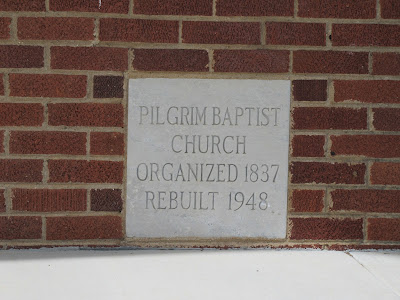 PILGRIM BAPTIST
CHURCH
ORGANIZED 1837
REBUILT 1948